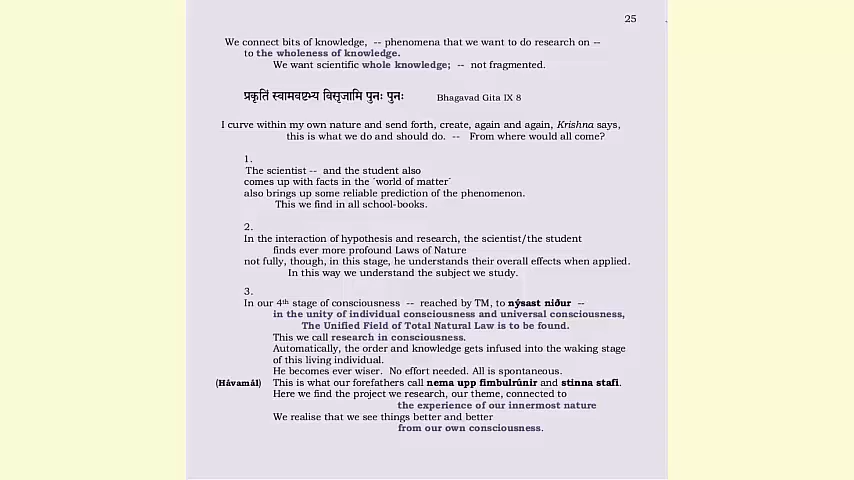 25
We connect bits of knowledge, -- phenomena that we want to do research on --
to the wholeness of knowledge.
We want scientific whole knowledge; -- not fragmented.
प्रकृतिं स्वामवष्टभ्य विसृजामि पुनः पुनः Bhagavad Gita IX 8
I curve within my own nature and send forth, create, again and again, Krishna says,
this is what we do and should do. -- From where would all come?
1.
The scientist -- and the student also
comes up with facts in the ´world of matter´
also brings up some reliable prediction of the phenomenon.
This we find in all school-books.
2.
In the interaction of hypothesis and research, the scientist/the student
finds ever more profound Laws of Nature
not fully, though, in this stage, he understands their overall effects when applied.
In this way we understand the subject we study.
3.
In our 4th stage of consciousness -- reached by TM, to nýsast niður --
in the unity of individual consciousness and universal consciousness,
The Unified Field of Total Natural Law is to be found.
This we call research in consciousness.
Automatically, the order and knowledge gets infused into the waking stage
of this living individual.
He becomes ever wiser. No effort needed. All is spontaneous.
(Hávamál) This is what our forefathers call nema upp fimbulrúnir and stinna stafi.
Here we find the project we research, our theme, connected to
the experience of our innermost nature
We realise that we see things better and better
from our own consciousness.